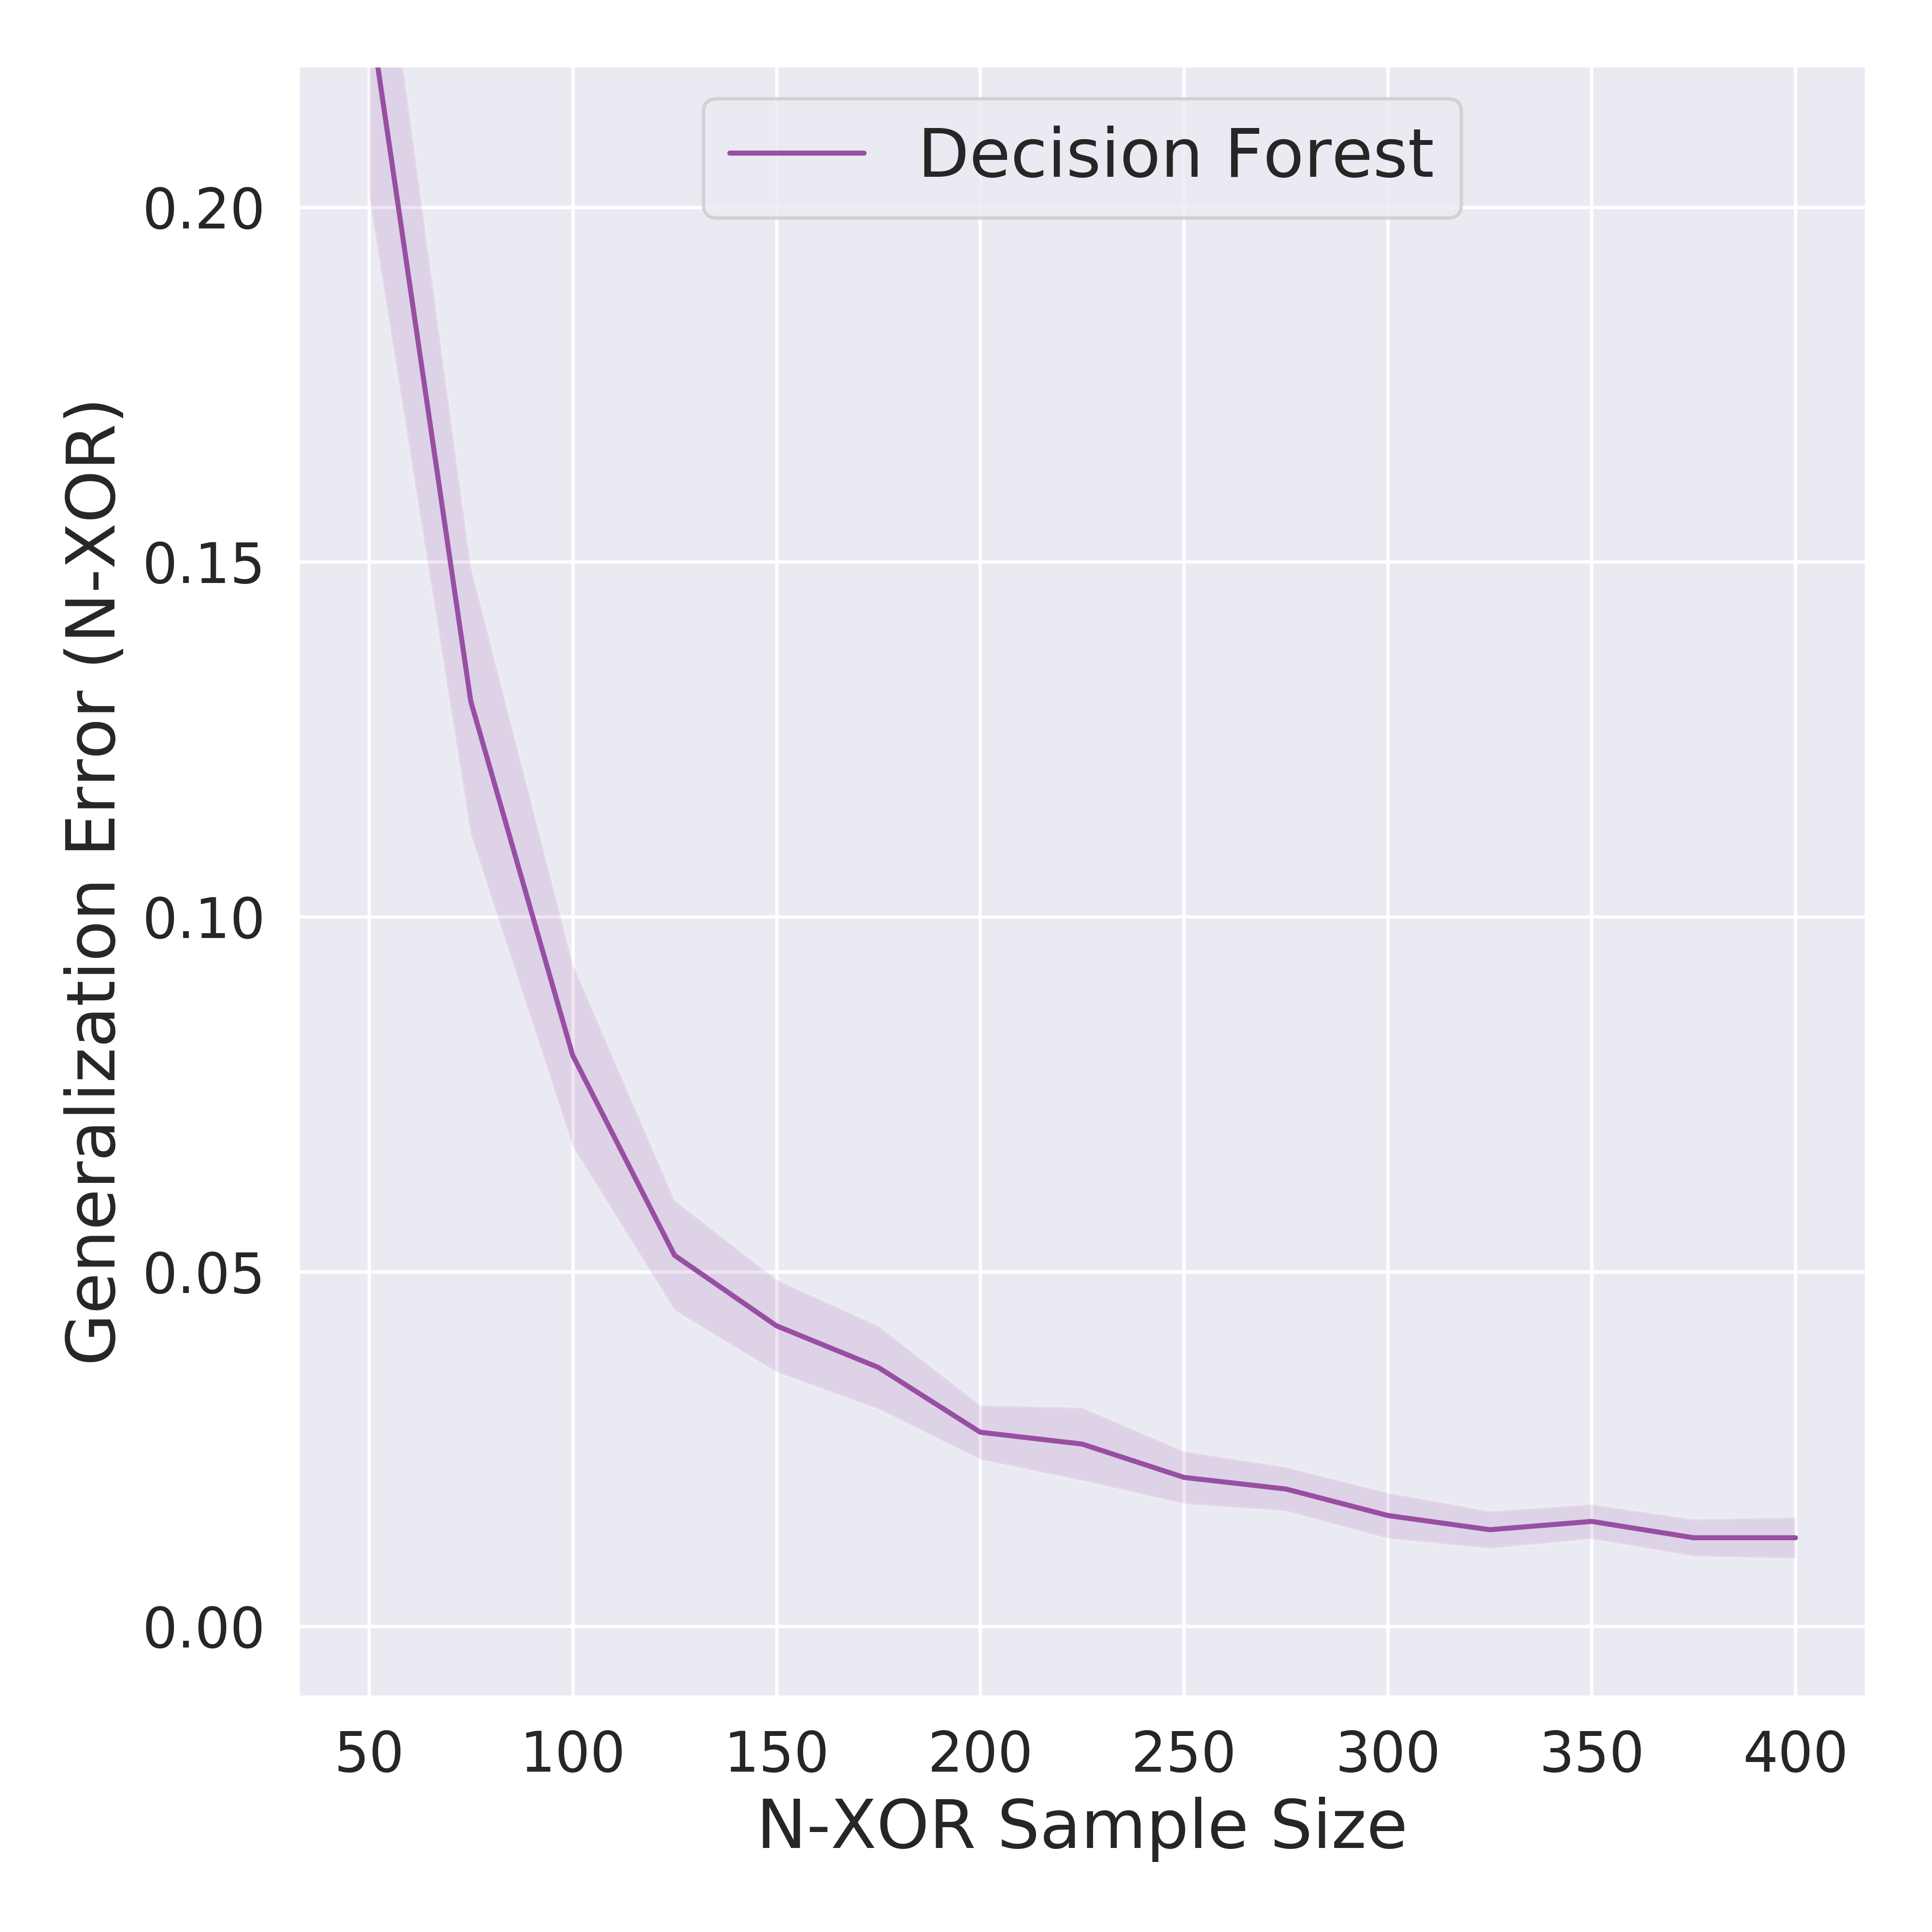 Decision Forest
Generalization Error (N-XOR)
0.20
0.15
0.10
0.05
0.00
50 100 150 200 250 300 350 400
N-XOR Sample Size